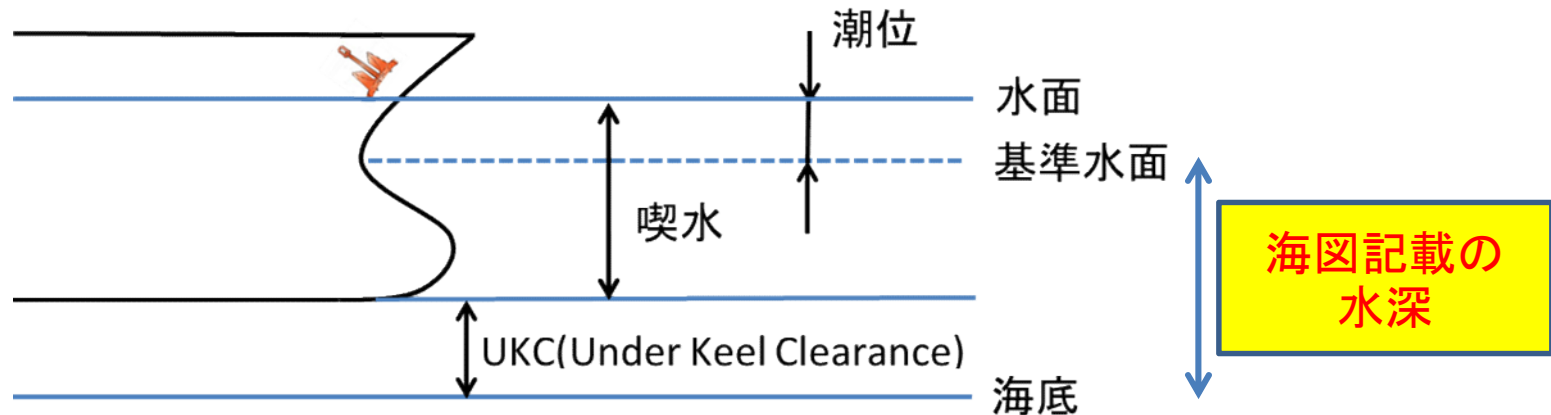 潮位
水面
基準水面
喫水
海図記載の
水深
UKC(Under Keel Clearance)
海底